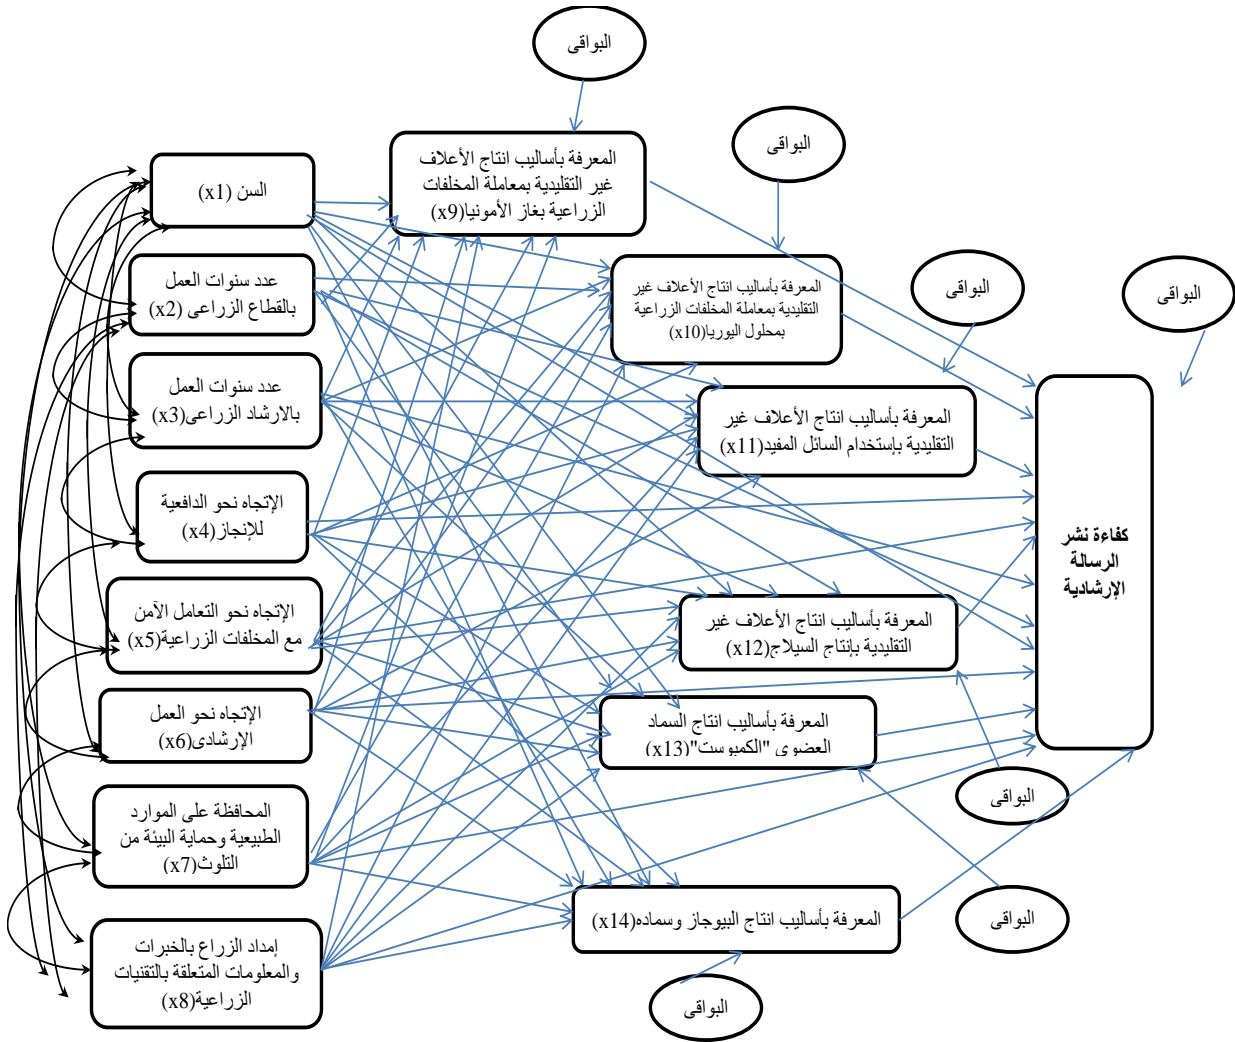 البواقى
البواقى
البواقى
البواقى
المعرفة بأساليب انتاج الأعلاف
غير التقليدية بمعاملة المخلفات
الزراعية بغاز الأمونيا(x9)
السن (x1)
عدد سنوات العمل
بالقطاع الزراعى (x2)
المعرفة بأساليب انتاج الأعلاف غير
التقليدية بمعاملة المخلفات الزراعية
بمحلول اليوريا(x10)
عدد سنوات العمل
بالارشاد الزراعى(x3)
المعرفة بأساليب انتاج الأعلاف غير
التقليدية بإستخدام السائل المفيد(x11)
الإتجاه نحو الدافعية
للإنجاز(x4)
كفاءة نشر
الرسالة
الإرشادية
الإتجاه نحو التعامل الآمن
مع المخلفات الزراعية(x5)
المعرفة بأساليب انتاج الأعلاف غير
التقليدية بإنتاج السيلاج(x12)
الإتجاه نحو العمل
الإرشادى(x6)
المعرفة بأساليب انتاج السماد
العضوى "الكمبوست"(x13)
البواقى
المحافظة على الموارد
الطبيعية وحماية البيئة من
التلوث(x7)
المعرفة بأساليب انتاج البيوجاز وسماده(x14)
البواقى
إمداد الزراع بالخبرات
والمعلومات المتعلقة بالتقنيات
الزراعية(x8)
البواقى